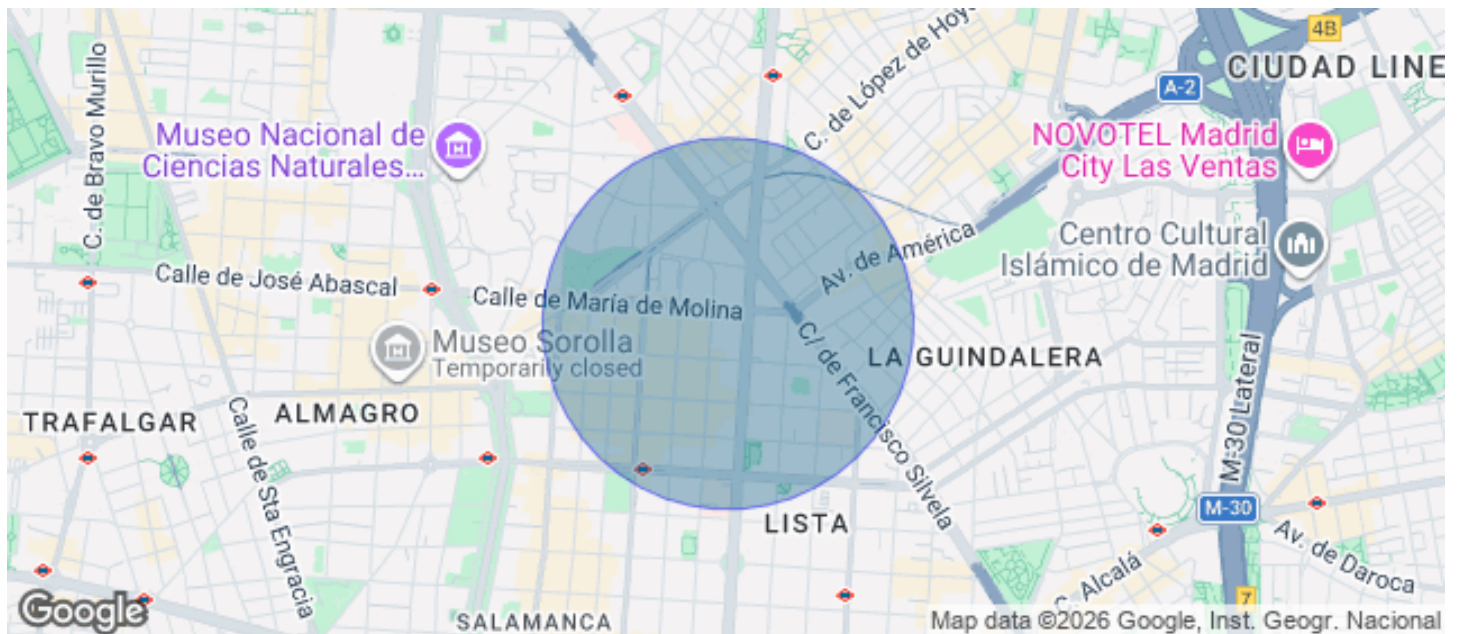 4B
CIUDAD LINE
A-2
C. de López de Hoyo
C. de Bravo Murillo
Museo Nacional de
Ciencias Naturales...
NOVOTEL Madrid
City Las Ventas
Av. de América
Centro Cultural
Islámico de Madrid
Calle de José Abascal
Calle de María de Molina
Museo Sorolla
Temporarily closed
LA GUINDALERA
C/ de Francisco Silvela
M-30 Lateral
TRAFALGAR
ALMAGRO
Calle de Sta Engracia
LISTA
M-30
Av. de Daroca
C. Alcalá
7
SALAMANCA
Google
Map data ©2026 Google, Inst. Geogr. Nacional